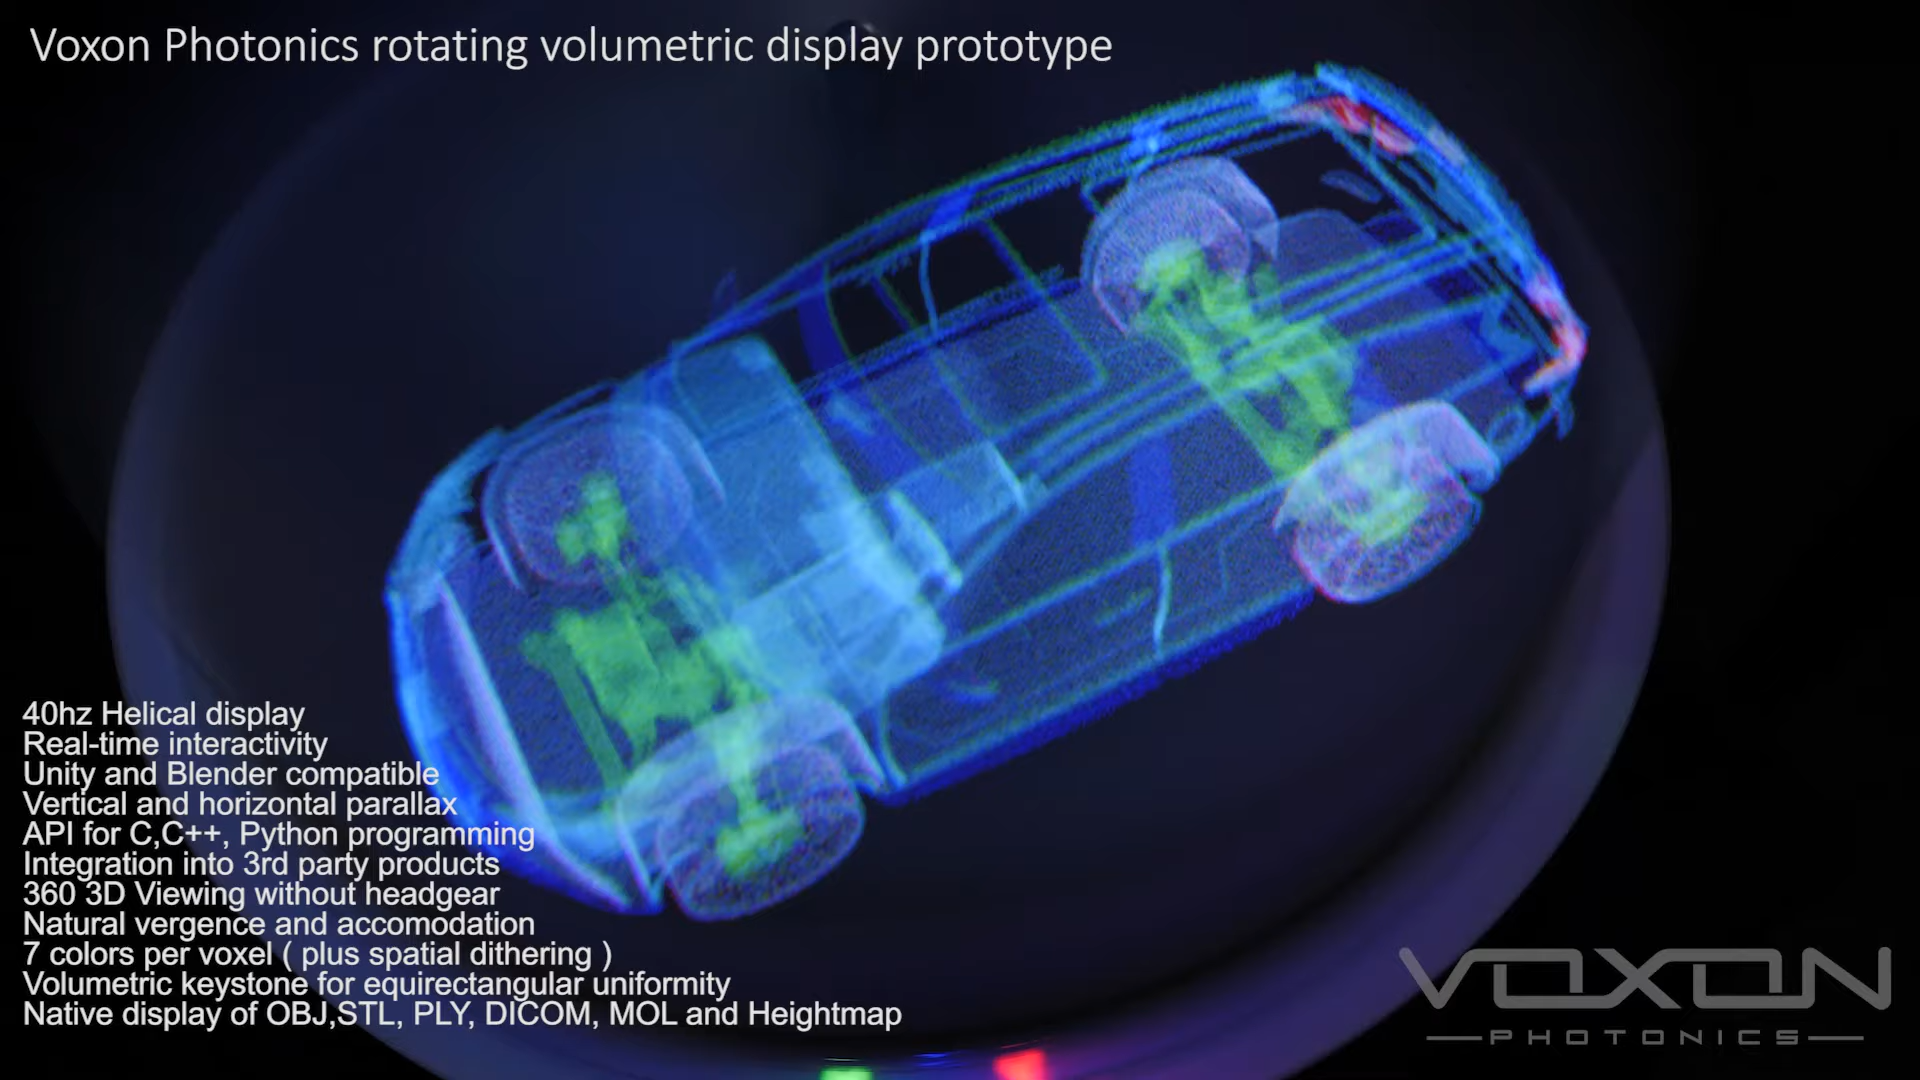 Voxon Photonics rotating volumetric display prototype
40hz Helical display
Real-time interactivity
Unity and Blender compatible
Vertical and horizontal parallax
API for C,C++, Python programming
Integration into 3rd party products
360 3D Viewing without headgear
Natural vergence and accomodation
7 colors per voxel ( plus spatial dithering )
Volumetric keystone for equirectangular uniformity
Native display of OBJ,STL, PLY, DICOM, MOL and Heightmap
VOXON
PHOTONICS